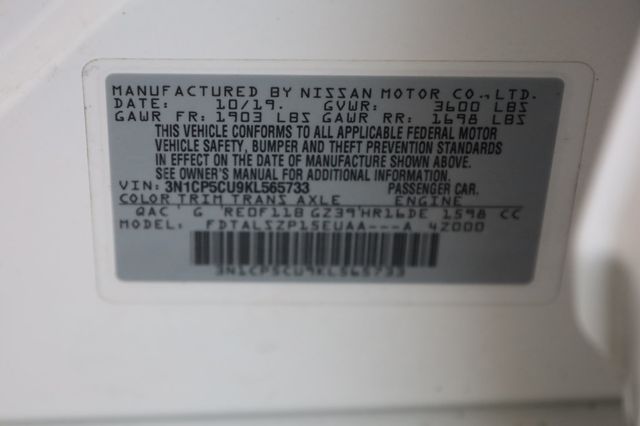 MANUFACTURED BY NISSAN MOTOR CO., LTD.
DATE: 10/19. GVWR: 3600 LBS
GAWR FR: 1903 LBS GAWR RR: 1698 LBS
THIS VEHICLE CONFORMS TO ALL APPLICABLE FEDERAL MOTOR
VEHICLE SAFETY, BUMPER AND THEFT PREVENTION STANDARDS
IN EFFECT ON THE DATE OF MANUFACTURE SHOWN ABOVE.
SEE OWNER'S MANUAL FOR ADDITIONAL INFORMATION.
VIN: 3N1CP5CU9KL565733 PASSENGER CAR.
COLOR TRIM TRANS AXLE ENGINE
QAC G RE0F11B GZ39 HR16DE 1598 CC
MODEL: FDTALSZP15EUAA---A 42000
3N1CP5CU9KL565733